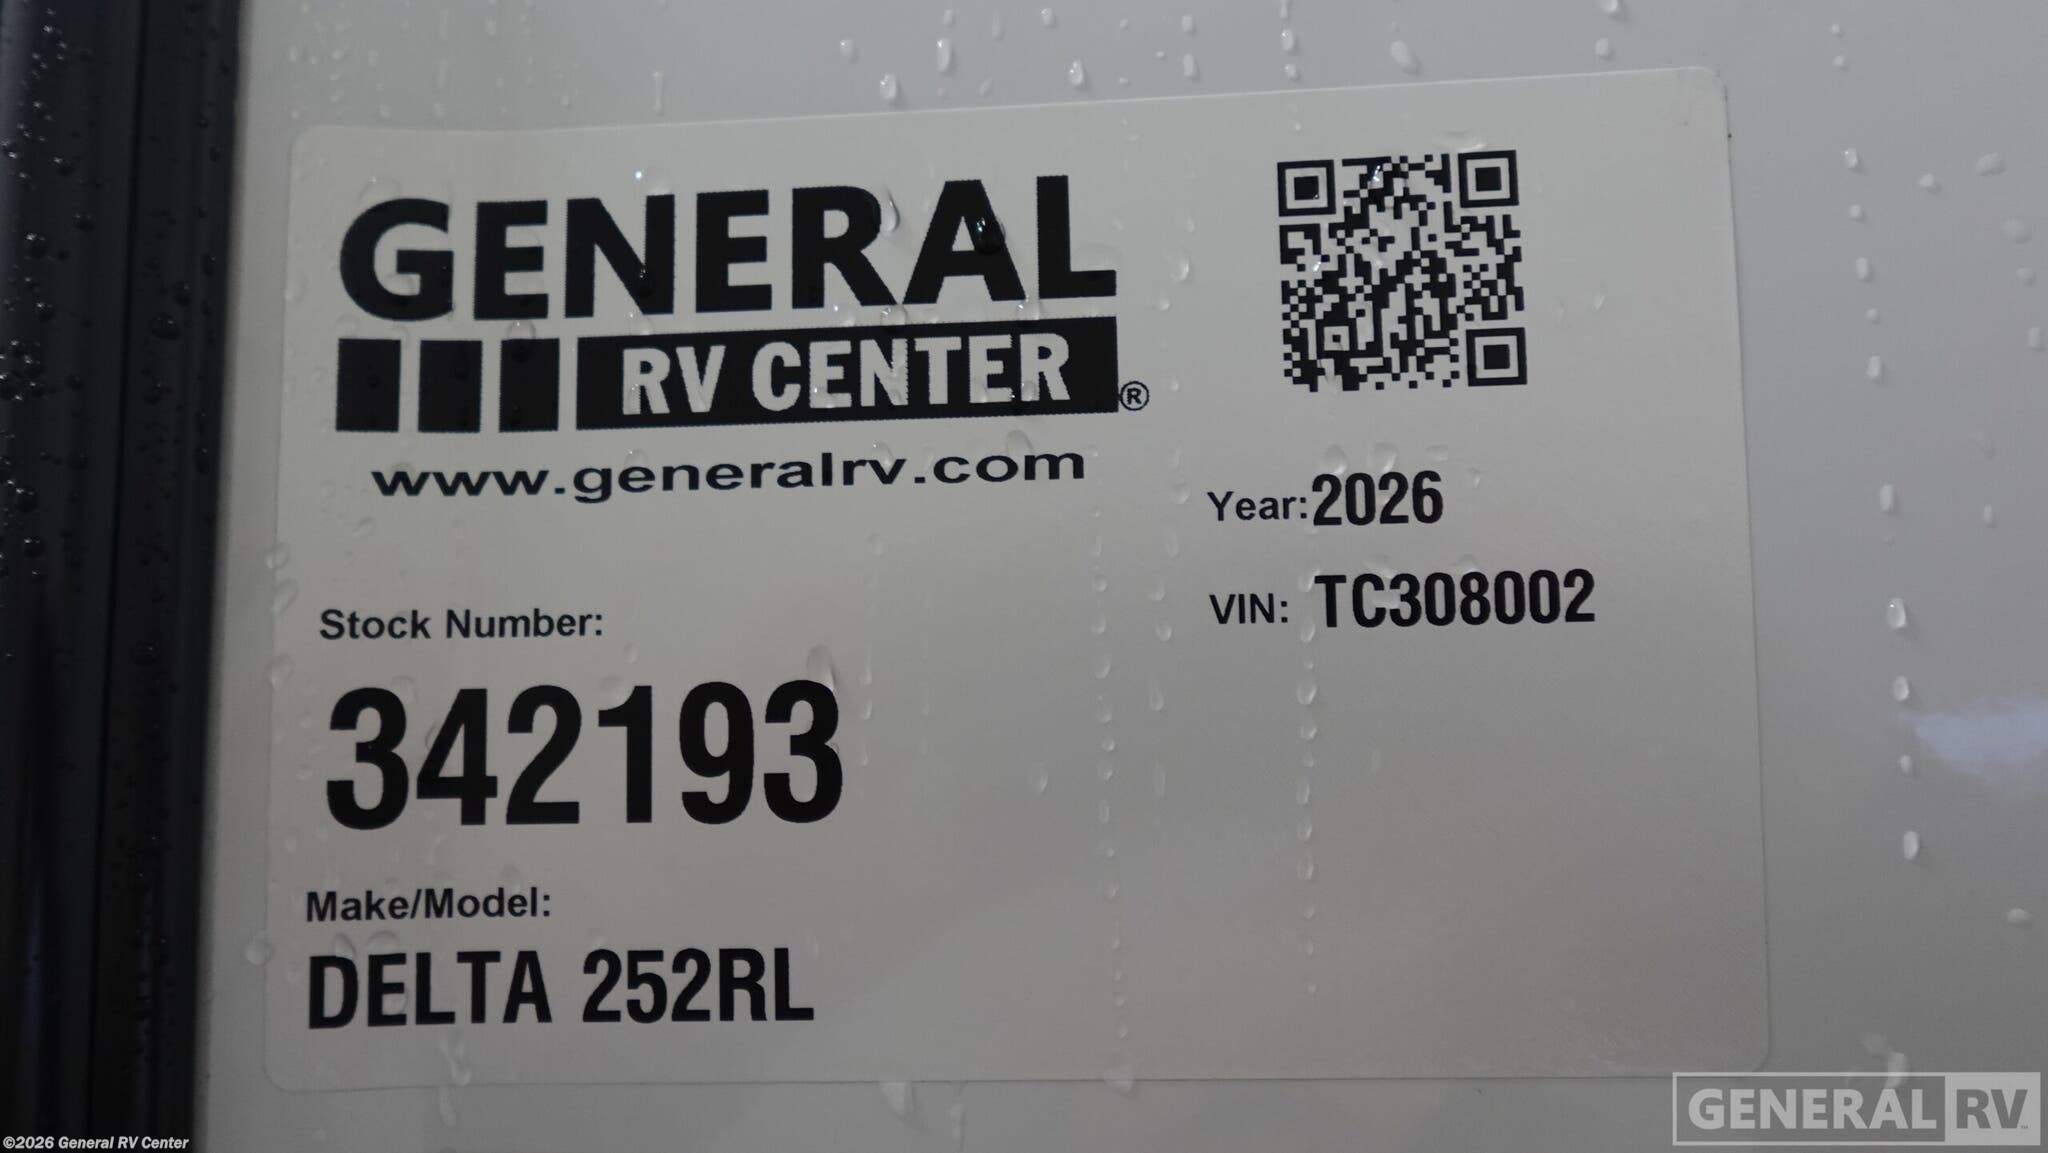 GENERAL
RV CENTER®
www.generalrv.com
Year: 2026
VIN: TC308002
Stock Number:
342193
Make/Model:
DELTA 252RL
GENERAL RV™
©2026 General RV Center